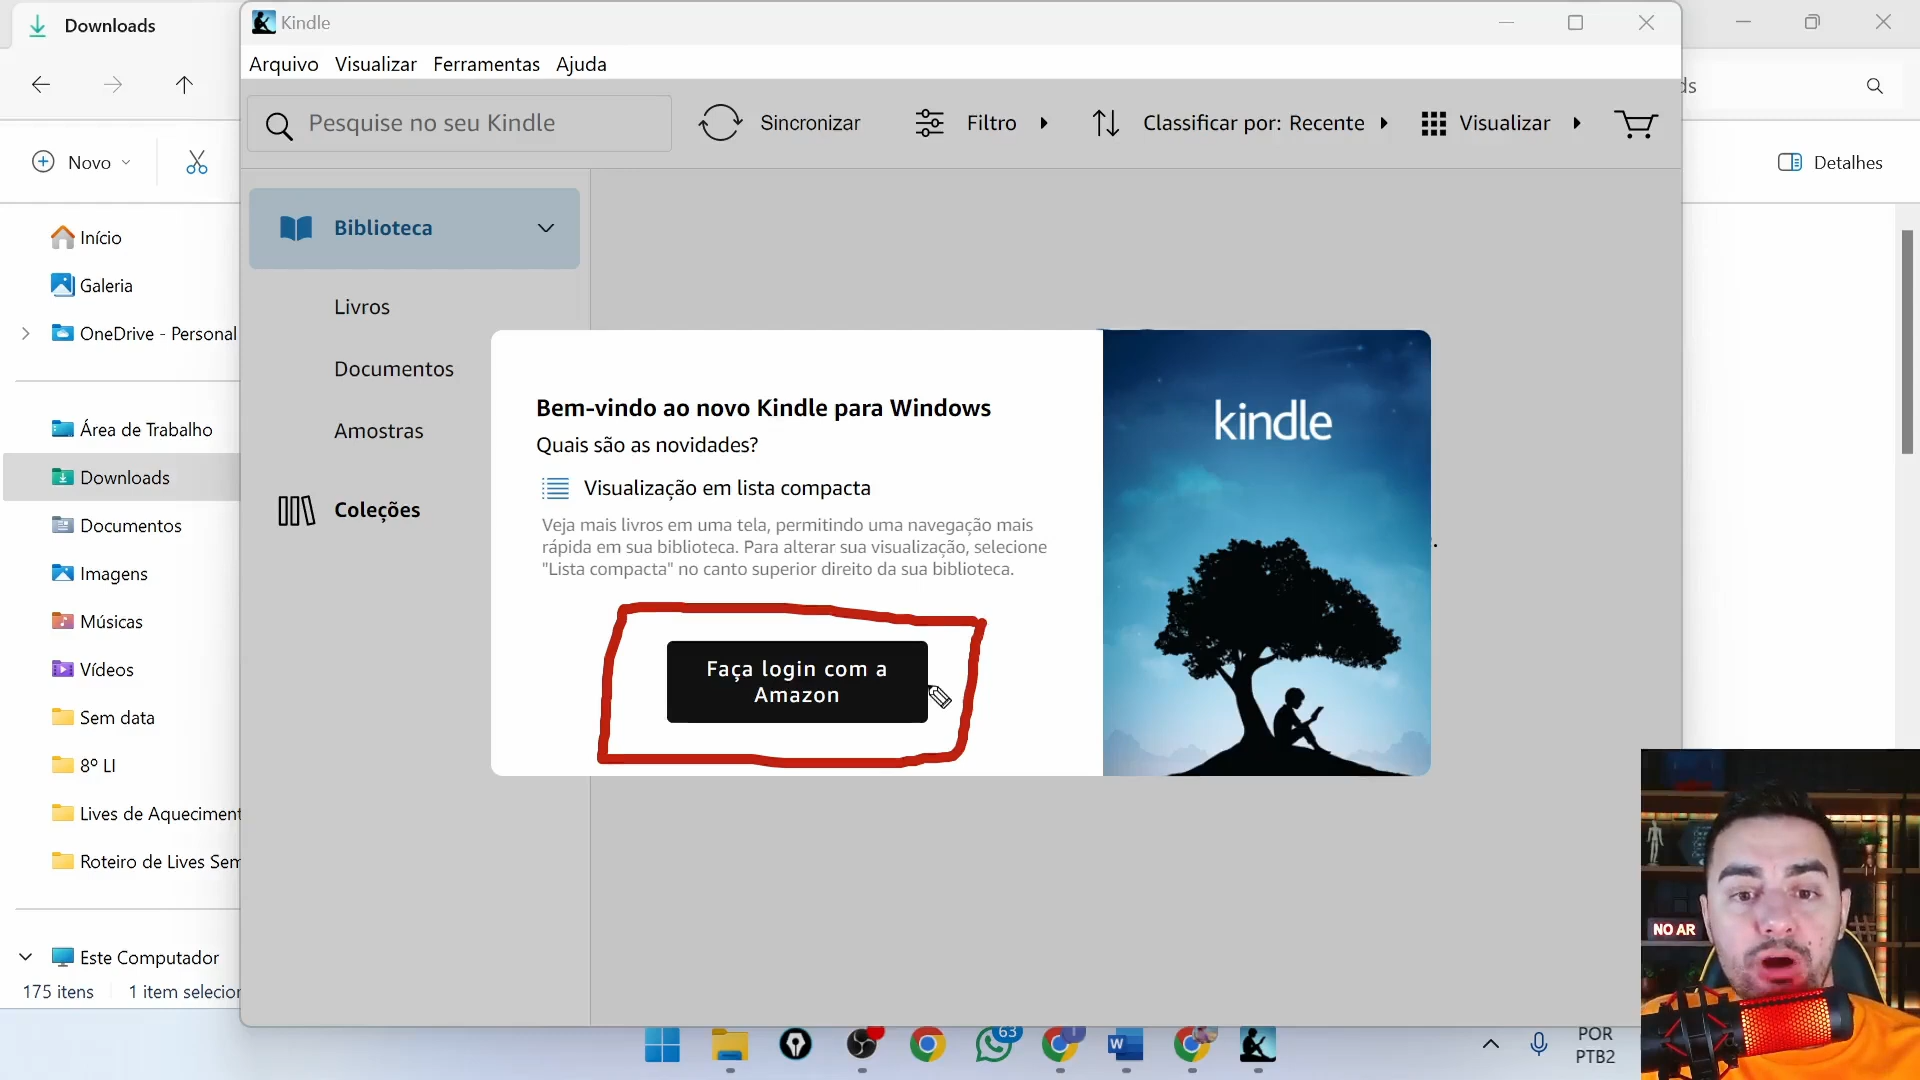 Downloads
Kindle
Arquivo Visualizar Ferramentas Ajuda
ds
Pesquise no seu Kindle
Sincronizar
Filtro
Classificar por: Recente
Visualizar
Novo
Detalhes
Início
Galeria
OneDrive - Personal
Área de Trabalho
Downloads
Documentos
Imagens
Músicas
Vídeos
Sem data
8º LI
Lives de Aqueciment
Roteiro de Lives Sem
Este Computador
175 itens
1 item selecior
Biblioteca
Livros
Documentos
Amostras
Coleções
Bem-vindo ao novo Kindle para Windows
Quais são as novidades?
Visualização em lista compacta
Veja mais livros em uma tela, permitindo uma navegação mais
rápida em sua biblioteca. Para alterar sua visualização, selecione
"Lista compacta" no canto superior direito da sua biblioteca.
Faça login com a
Amazon
kindle
NO AR
63
W
POR
PTB2